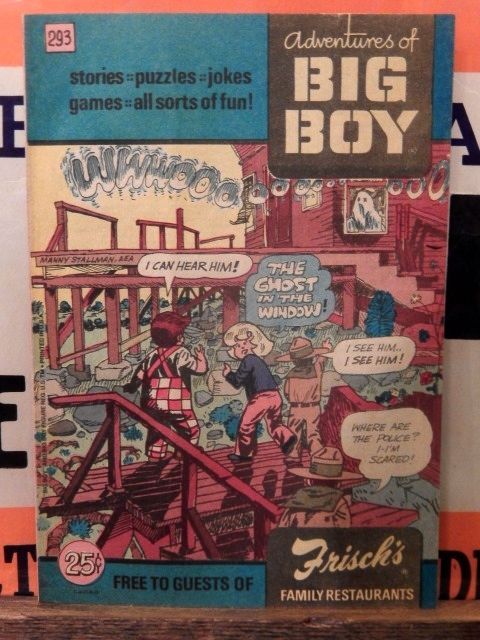 293
Adventures of
BIG
BOY
stories::puzzles::jokes
games::all sorts of fun!
WWWOOOOOOOO
MANNY STALLMAN, AEA
I CAN HEAR HIM!
THE
GHOST
IN THE
WINDOW
I SEE HIM..
I SEE HIM!
WHERE ARE
THE POLICE?
I-I'M
SCARED!
25¢
FREE TO GUESTS OF
Frisch's
FAMILY RESTAURANTS